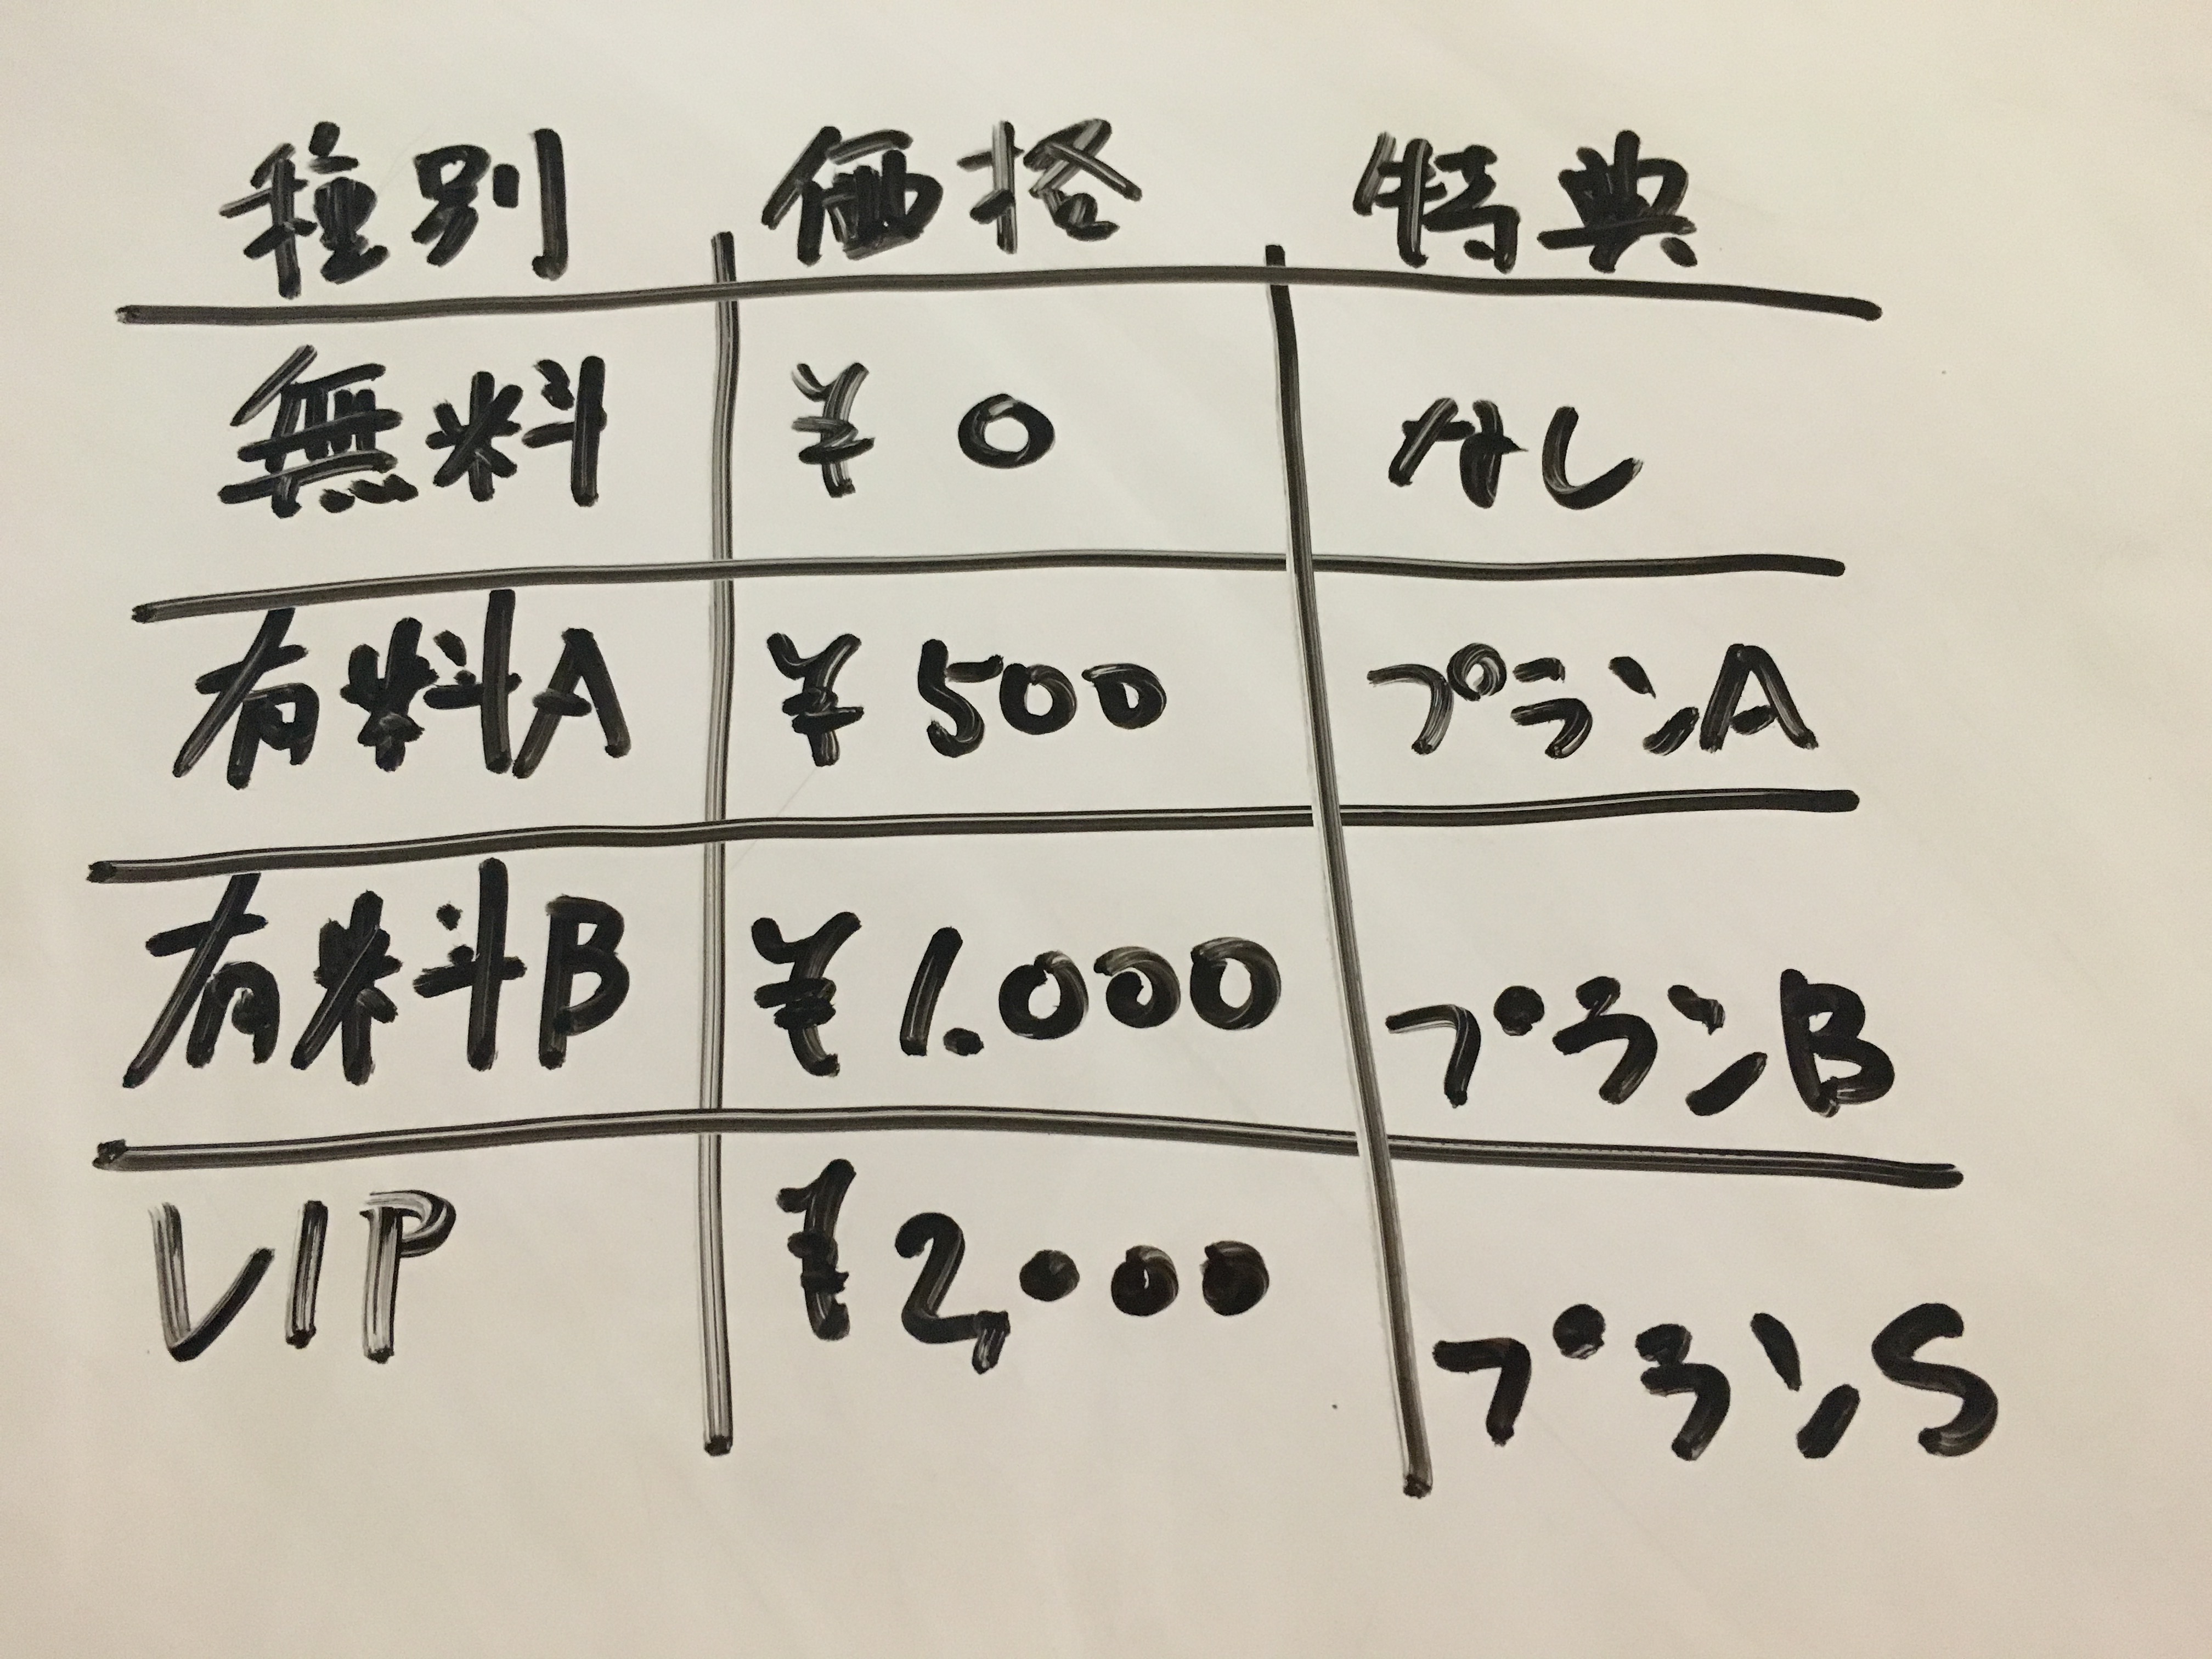 種別 価格 特典
無料 ¥ 0 なし
有料A ¥ 500 プランA
有料B ¥ 1.000 プランB
VIP ¥ 2,000 プランS